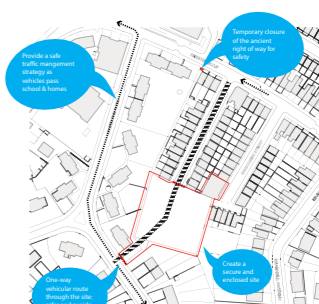 Provide a safe
traffic mangement
strategy as
vehicles pass
school & homes
Temporary closure
of the ancient
right of way for
safety
Create a
secure and
enclosed site
One-way
vehicular route
through the site: